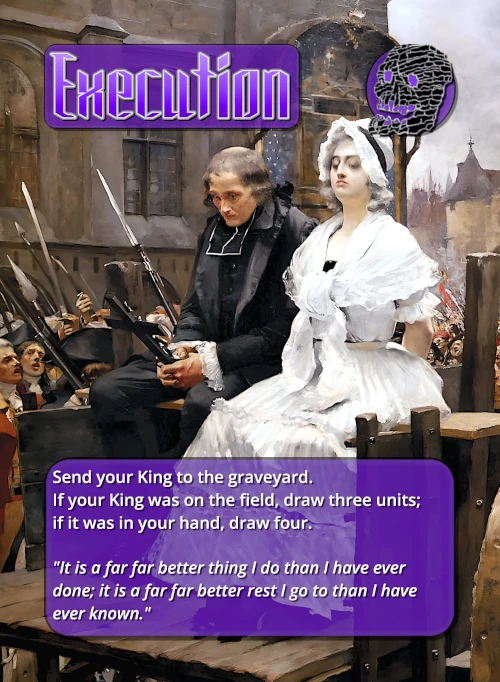 Execution
Send your King to the graveyard.
If your King was on the field, draw three units;
if it was in your hand, draw four.
"It is a far far better thing I do than I have ever
done; it is a far far better rest I go to than I have
ever known."